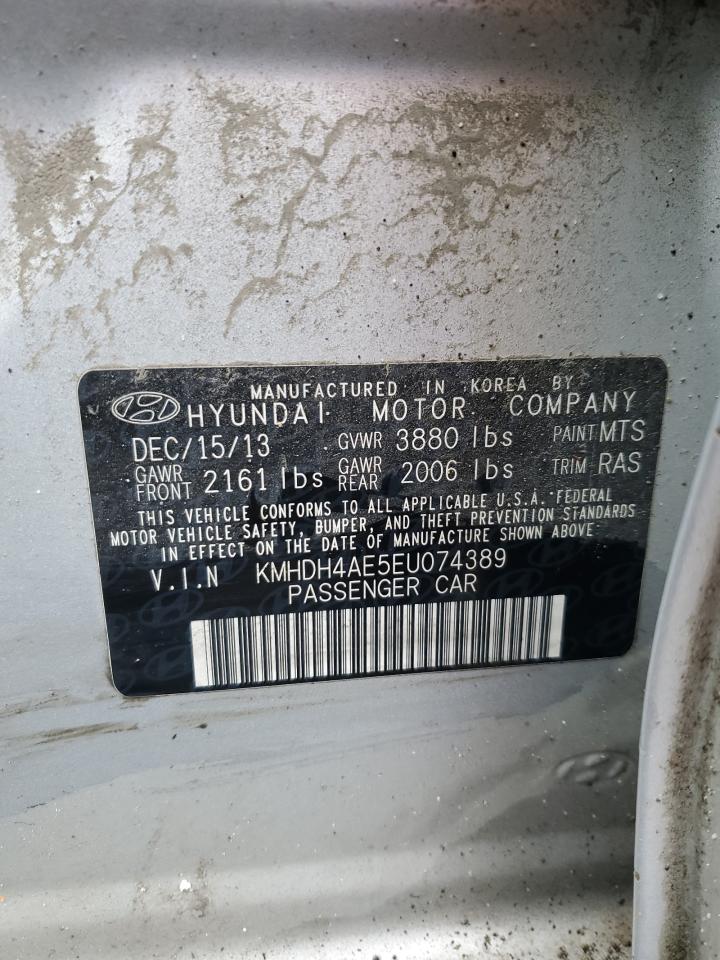 MANUFACTURED IN KOREA BY
HYUNDAI MOTOR COMPANY
DEC/15/13 GVWR 3880 lbs PAINT MTS
GAWR FRONT 2161 lbs GAWR REAR 2006 lbs TRIM RAS
THIS VEHICLE CONFORMS TO ALL APPLICABLE U.S.A. FEDERAL
MOTOR VEHICLE SAFETY, BUMPER, AND THEFT PREVENTION STANDARDS
IN EFFECT ON THE DATE OF MANUFACTURE SHOWN ABOVE
V.I.N KMHDH4AE5EU074389
PASSENGER CAR